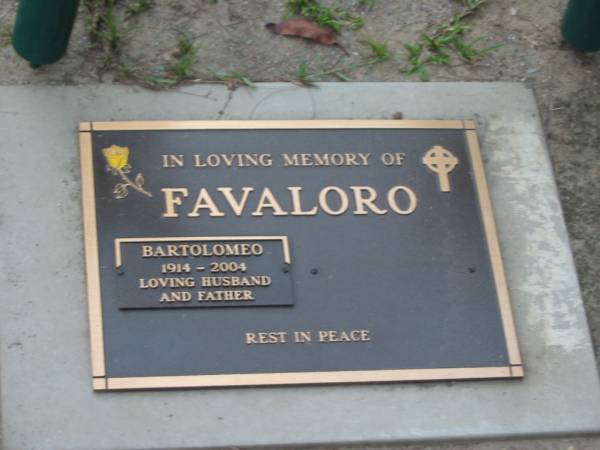 IN LOVING MEMORY OF
FAVALORO
BARTOLOMEO
1914 - 2004
LOVING HUSBAND
AND FATHER
REST IN PEACE